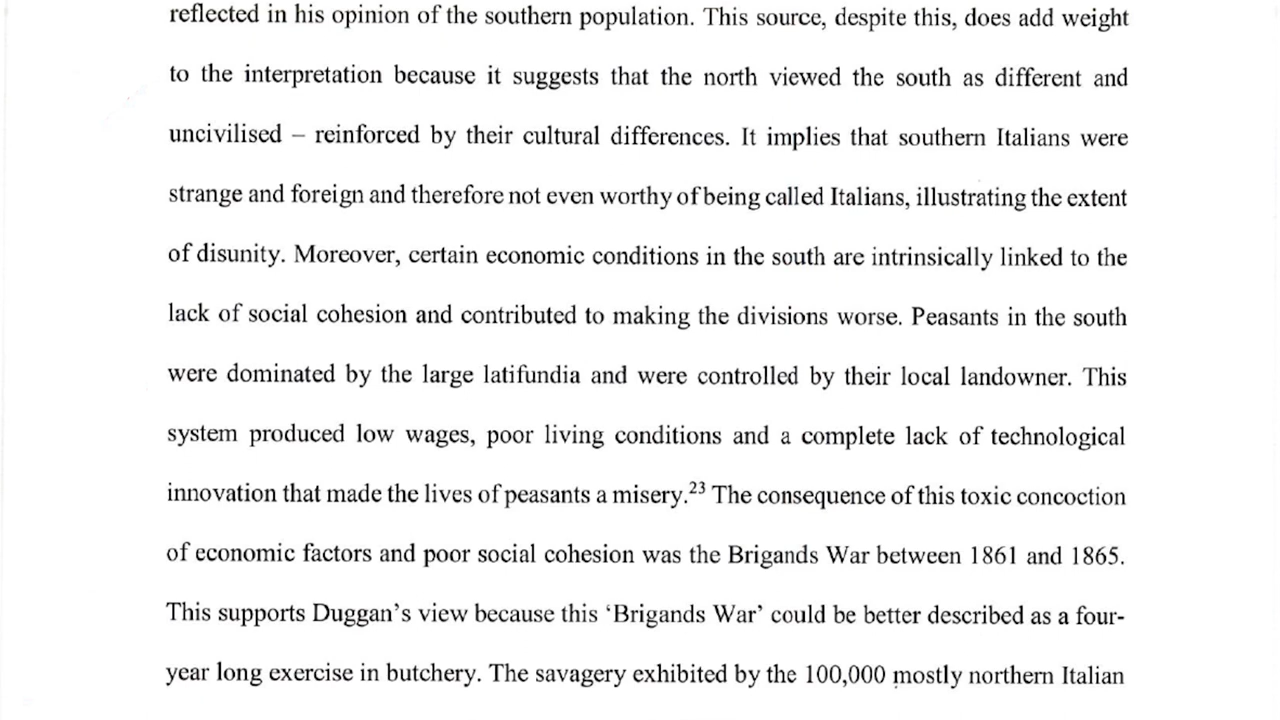 reflected in his opinion of the southern population. This source, despite this, does add weight
to the interpretation because it suggests that the north viewed the south as different and
uncivilised – reinforced by their cultural differences. It implies that southern Italians were
strange and foreign and therefore not even worthy of being called Italians, illustrating the extent
of disunity. Moreover, certain economic conditions in the south are intrinsically linked to the
lack of social cohesion and contributed to making the divisions worse. Peasants in the south
were dominated by the large latifundia and were controlled by their local landowner. This
system produced low wages, poor living conditions and a complete lack of technological
innovation that made the lives of peasants a misery.²³ The consequence of this toxic concoction
of economic factors and poor social cohesion was the Brigands War between 1861 and 1865.
This supports Duggan’s view because this ‘Brigands War’ could be better described as a four-
year long exercise in butchery. The savagery exhibited by the 100,000 mostly northern Italian